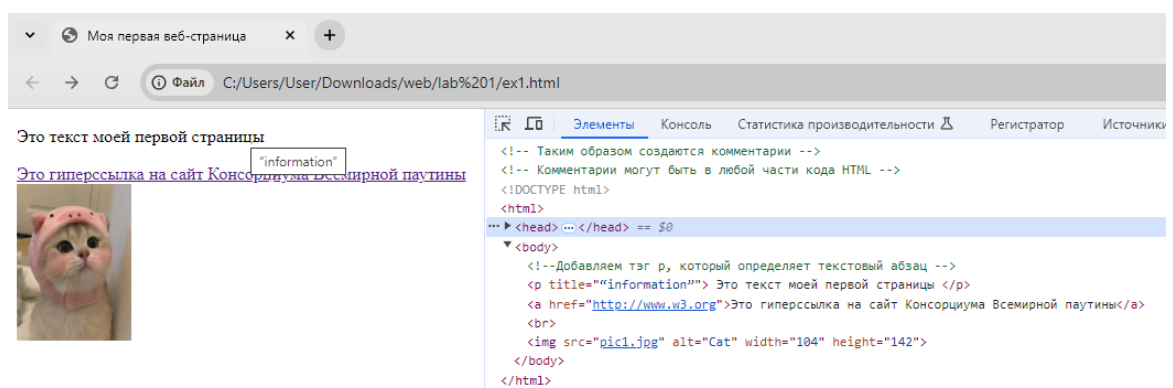 Моя первая веб-страница
Файл C:/Users/User/Downloads/web/lab%201/ex1.html
Это текст моей первой страницы
"information"
Это гиперссылка на сайт Консорциума Всемирной паутины
Элементы Консоль Статистика производительности Регистратор Источники
<!-- Таким образом создаются комментарии -->
<!-- Комментарии могут быть в любой части кода HTML -->
<!DOCTYPE html>
<html>
••• ▶ <head> ••• </head> == $0
▼ <body>
<!--Добавляем тэг p, который определяет текстовый абзац -->
<p title="“information”"> Это текст моей первой страницы </p>
<a href="http://www.w3.org">Это гиперссылка на сайт Консорциума Всемирной паутины</a>
<br>
<img src="pic1.jpg" alt="Cat" width="104" height="142">
</body>
</html>